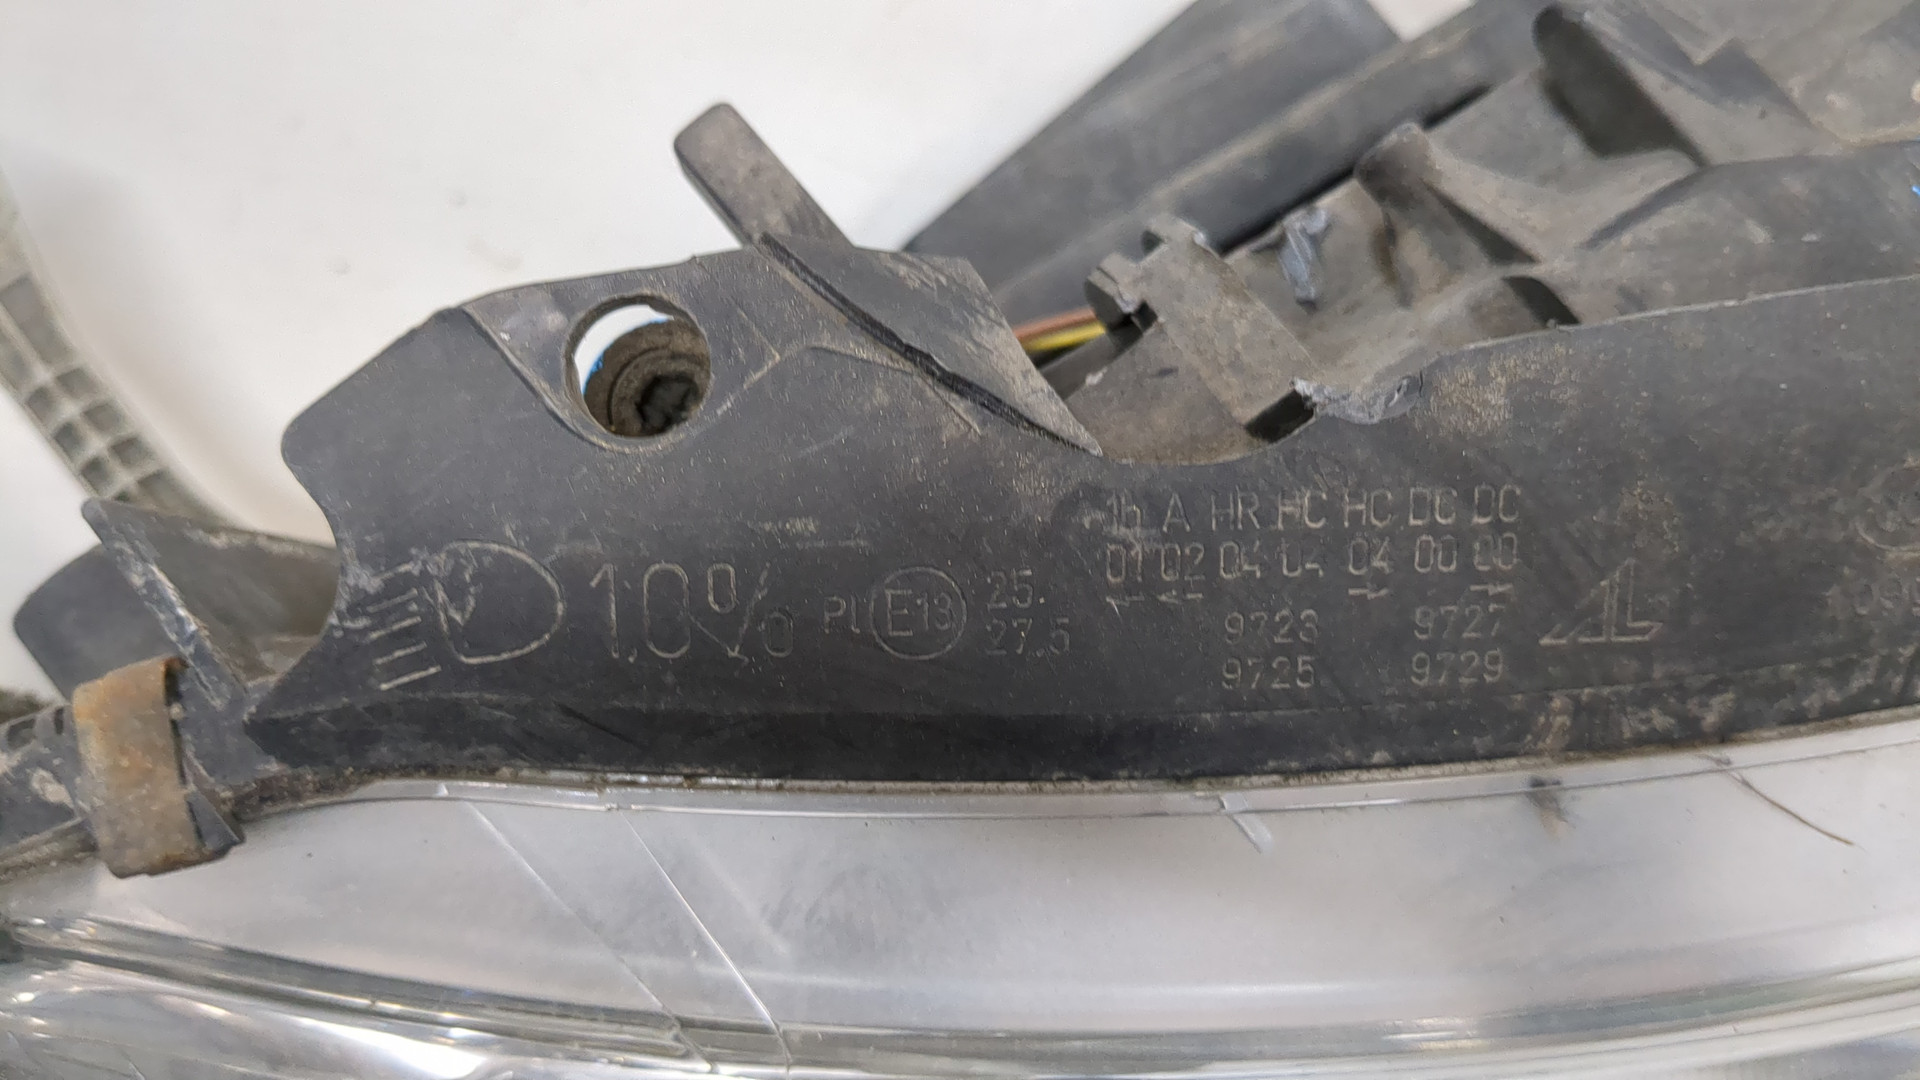 1b A HR HC HC DC DC
01 02 04 04 04 00 00
1,0% PL E13 25.
27.5
9723 9727
9725 9729
AL